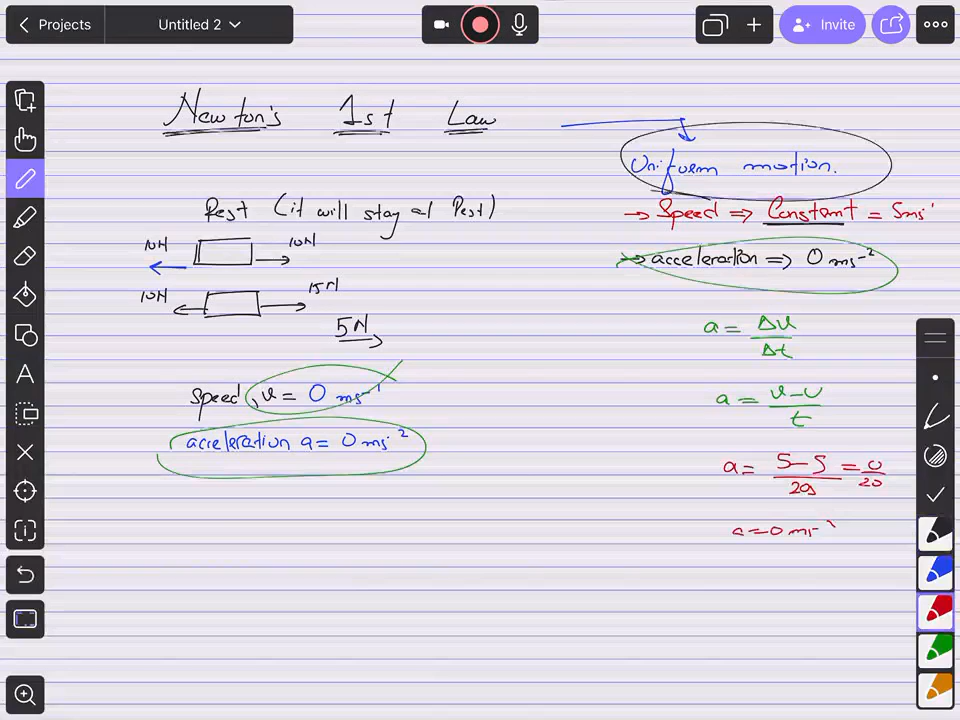 Projects
Untitled 2
Invite
Newton's 1st Law
Uniform motion.
Rest (it will stay at Rest)
→ Speed ⇒ Constant = 5ms⁻¹
10N 10N
→ acceleration ⇒ 0 ms⁻²
10N 15N
5N
a = Δv/Δt
Speed, v = 0 ms⁻¹
a = v-u/t
acceleration a = 0 ms⁻²
a = 5-5/20s = 0/20
a = 0 ms⁻²